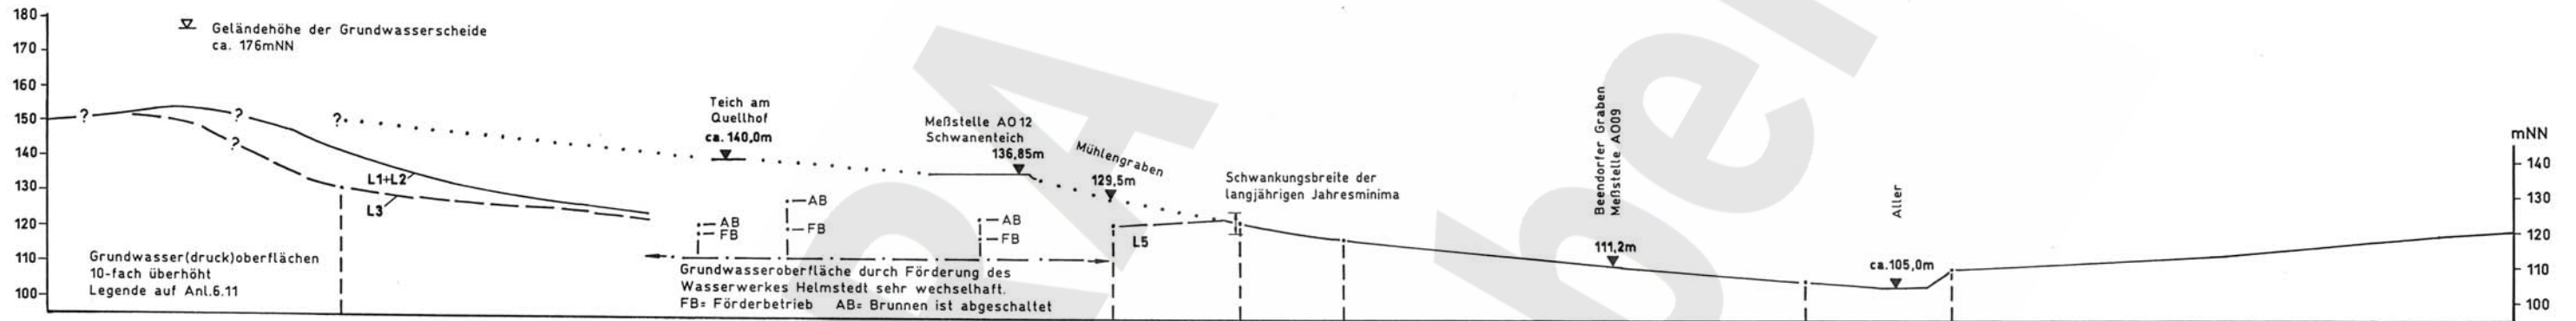 180
170
160
150
140
130
120
110
100
Geländehöhe der Grundwasserscheide
ca. 176mNN
?
?
?
?
L1+L2
L3
Grundwasser(druck)oberflächen
10-fach überhöht
Legende auf Anl.6.11
Teich am
Quellhof
ca. 140,0m
AB
FB
AB
FB
AB
FB
Grundwasseroberfläche durch Förderung des
Wasserwerkes Helmstedt sehr wechselhaft.
FB= Förderbetrieb AB= Brunnen ist abgeschaltet
Meßstelle AO12
Schwanenteich
136,85m
Mühlengraben
129,5m
L5
Schwankungsbreite der
langjährigen Jahresminima
Beendorfer Graben
Meßstelle AO09
111,2m
Aller
ca.105,0m
mNN
140
130
120
110
100